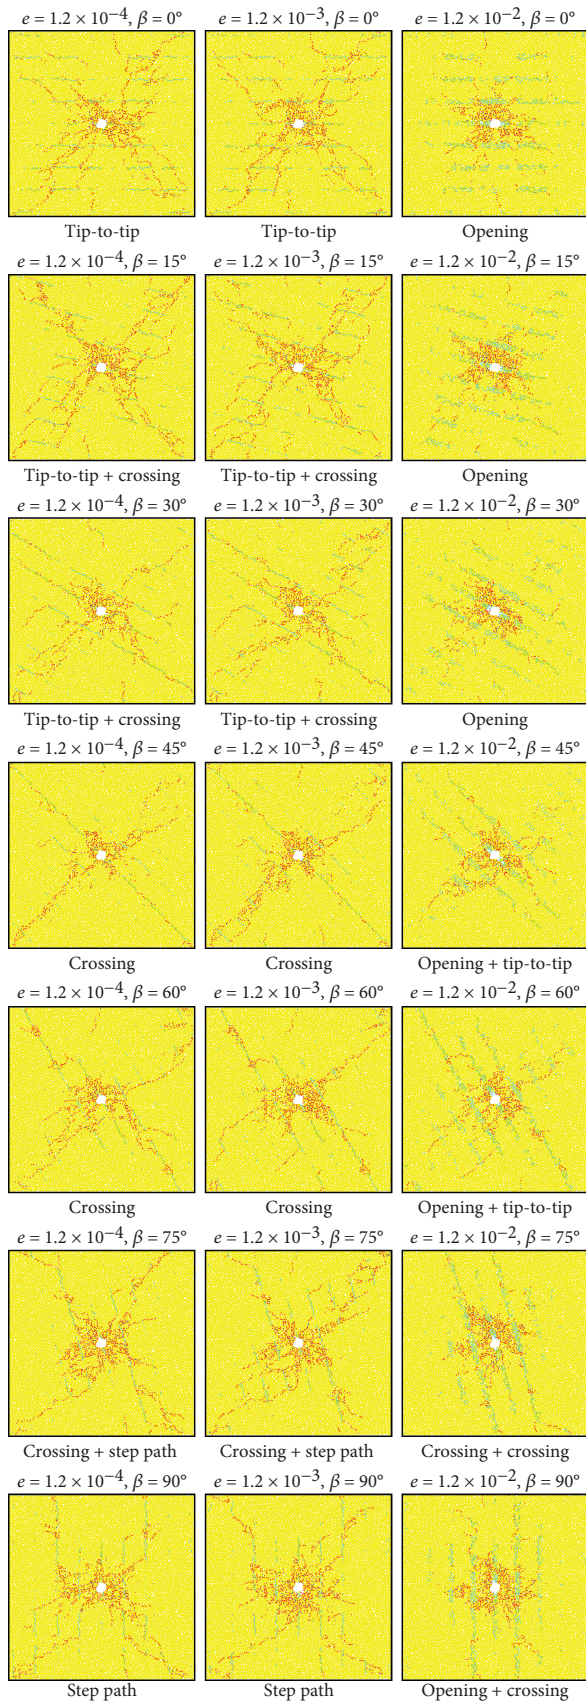 e = 1.2 × 10⁻⁴, β = 0° e = 1.2 × 10⁻³, β = 0° e = 1.2 × 10⁻², β = 0°
Tip-to-tip Tip-to-tip Opening
e = 1.2 × 10⁻⁴, β = 15° e = 1.2 × 10⁻³, β = 15° e = 1.2 × 10⁻², β = 15°
Tip-to-tip + crossing Tip-to-tip + crossing Opening
e = 1.2 × 10⁻⁴, β = 30° e = 1.2 × 10⁻³, β = 30° e = 1.2 × 10⁻², β = 30°
Tip-to-tip + crossing Tip-to-tip + crossing Opening
e = 1.2 × 10⁻⁴, β = 45° e = 1.2 × 10⁻³, β = 45° e = 1.2 × 10⁻², β = 45°
Crossing Crossing Opening + tip-to-tip
e = 1.2 × 10⁻⁴, β = 60° e = 1.2 × 10⁻³, β = 60° e = 1.2 × 10⁻², β = 60°
Crossing Crossing Opening + tip-to-tip
e = 1.2 × 10⁻⁴, β = 75° e = 1.2 × 10⁻³, β = 75° e = 1.2 × 10⁻², β = 75°
Crossing + step path Crossing + step path Crossing + crossing
e = 1.2 × 10⁻⁴, β = 90° e = 1.2 × 10⁻³, β = 90° e = 1.2 × 10⁻², β = 90°
Step path Step path Opening + crossing